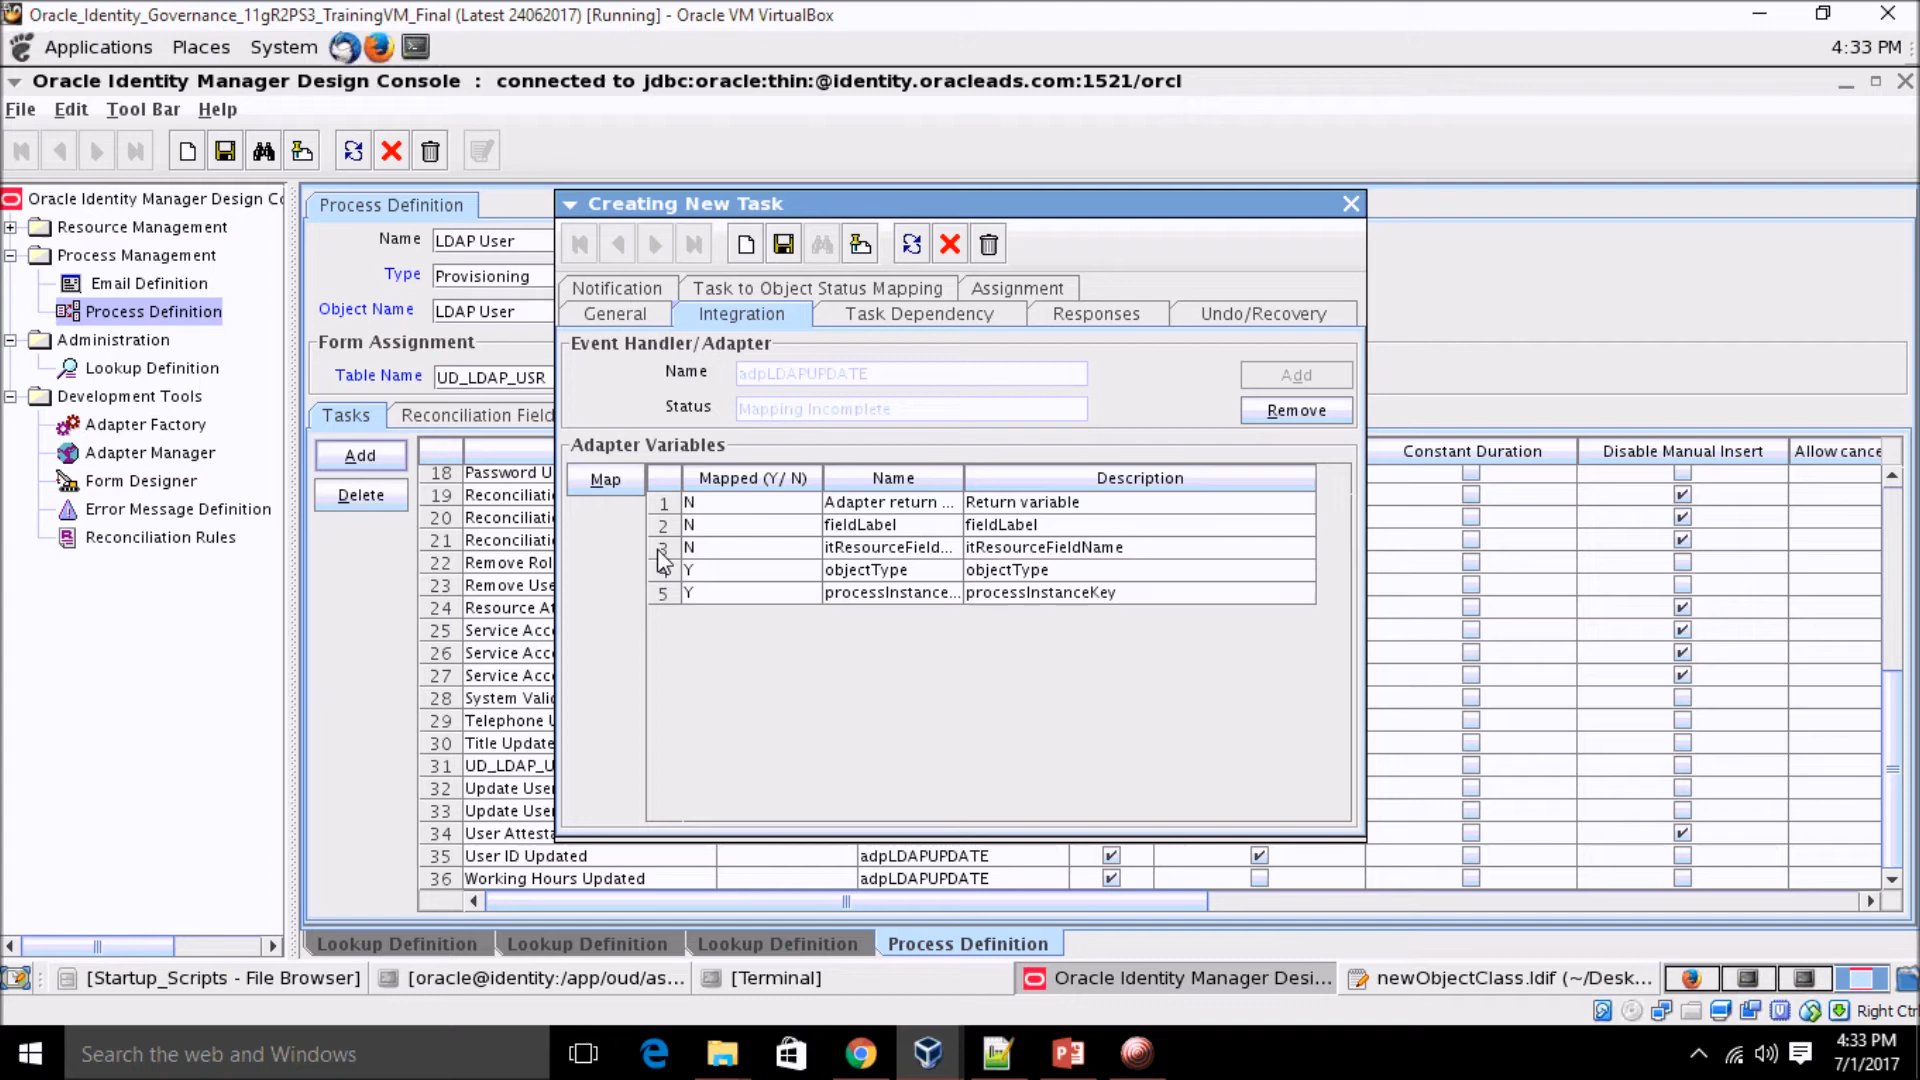 Oracle_Identity_Governance_11gR2PS3_TrainingVM_Final (Latest 24062017) [Running] - Oracle VM VirtualBox
Applications Places System 4:33 PM
Oracle Identity Manager Design Console : connected to jdbc:oracle:thin:@identity.oracleads.com:1521/orcl
File Edit Tool Bar Help
Oracle Identity Manager Design Co
Resource Management
Process Management
Email Definition
Process Definition
Administration
Lookup Definition
Development Tools
Adapter Factory
Adapter Manager
Form Designer
Error Message Definition
Reconciliation Rules
Process Definition
Name LDAP User
Type Provisioning
Object Name LDAP User
Form Assignment
Table Name UD_LDAP_USR
Tasks Reconciliation Field
Add
Delete
Constant Duration Disable Manual Insert Allow cance
18 Password U
19 Reconciliati
20 Reconciliati
21 Reconciliati
22 Remove Rol
23 Remove Use
24 Resource At
25 Service Acc
26 Service Acc
27 Service Acc
28 System Vali
29 Telephone U
30 Title Update
31 UD_LDAP_U
32 Update User
33 Update User
34 User Attesta
35 User ID Updated adpLDAPUPDATE
36 Working Hours Updated adpLDAPUPDATE
Creating New Task
Notification Task to Object Status Mapping Assignment
General Integration Task Dependency Responses Undo/Recovery
Event Handler/Adapter
Name adpLDAPUPDATE Add
Status Mapping Incomplete Remove
Adapter Variables
Map Mapped (Y/ N) Name Description
1 N Adapter return ... Return variable
2 N fieldLabel fieldLabel
3 N itResourceField... itResourceFieldName
4 Y objectType objectType
5 Y processInstance... processInstanceKey
Lookup Definition Lookup Definition Lookup Definition Process Definition
[Startup_Scripts - File Browser] [oracle@identity:/app/oud/as... [Terminal] Oracle Identity Manager Desi... newObjectClass.ldif (~/Desk...
Right Ctrl
Search the web and Windows
4:33 PM
7/1/2017